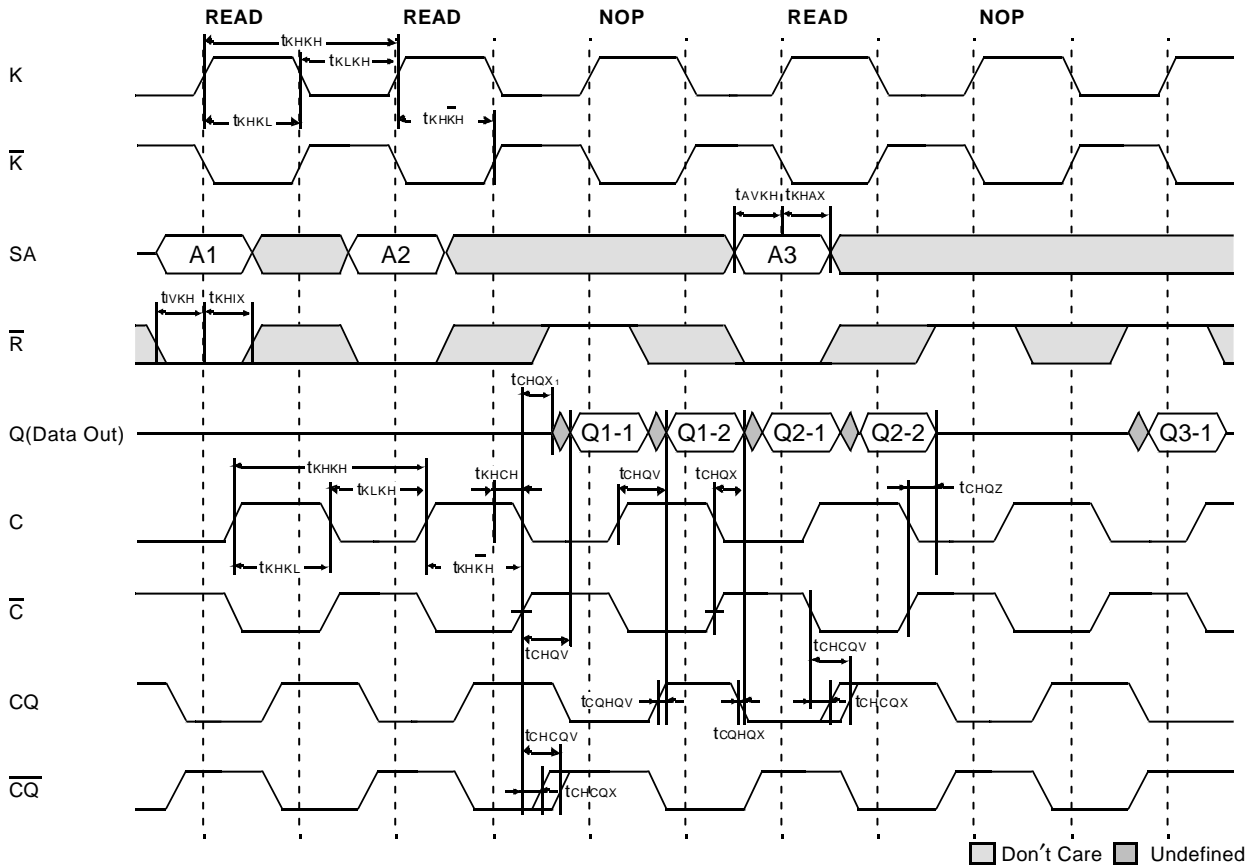 READ READ NOP READ NOP
tKHKH
tKLKH
K
tKHKL tKHK̅H
K̅
tAVKH tKHAX
SA A1 A2 A3
tIVKH tKHIX
R̅
tCHQX1
Q(Data Out) Q1-1 Q1-2 Q2-1 Q2-2 Q3-1
tKHKH tKHCH tCHQV tCHQX
tKLKH tCHQZ
C
tKHKL tKHK̅H
C̅
tCHQV tCHCQV
CQ tCQHQV tCHCQX
tCQHQX
tCHCQV
C̅Q̅ tCHCQX
Don′t Care Undefined